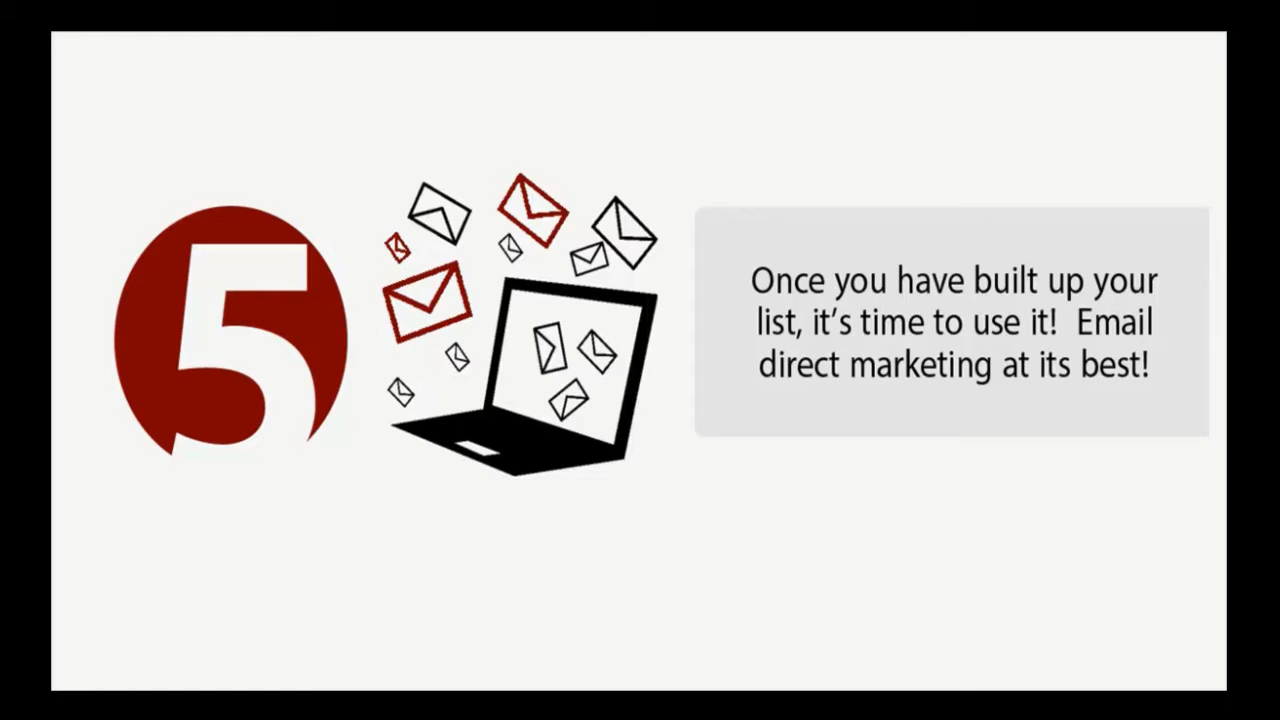 5
Once you have built up your
list, it’s time to use it!  Email
direct marketing at its best!